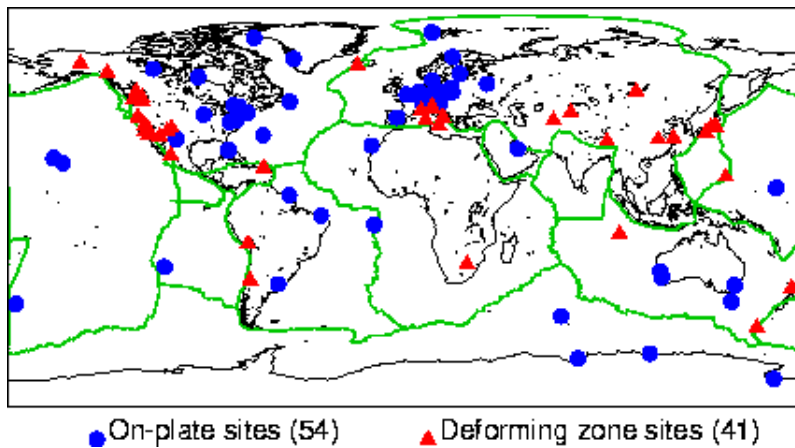 On-plate sites (54) Deforming zone sites (41)